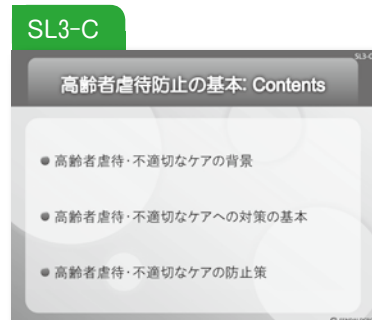 SL3-C
SL3-C
高齢者虐待防止の基本: Contents
● 高齢者虐待・不適切なケアの背景
● 高齢者虐待・不適切なケアへの対策の基本
● 高齢者虐待・不適切なケアの防止策